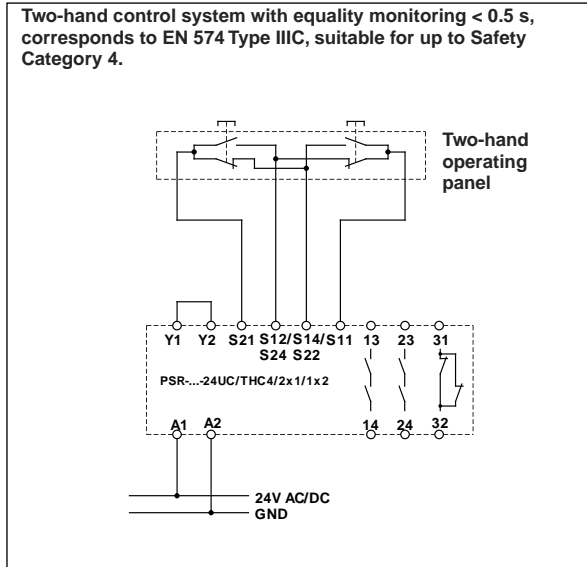 Two-hand control system with equality monitoring < 0.5 s,
corresponds to EN 574 Type IIIC, suitable for up to Safety
Category 4.
Two-hand
operating
panel
Y1 Y2 S21 S12/ S14/ S11 13 23 31
S24 S22
PSR-...-24UC/THC4/2x1/1x2
A1 A2 14 24 32
24V AC/DC
GND